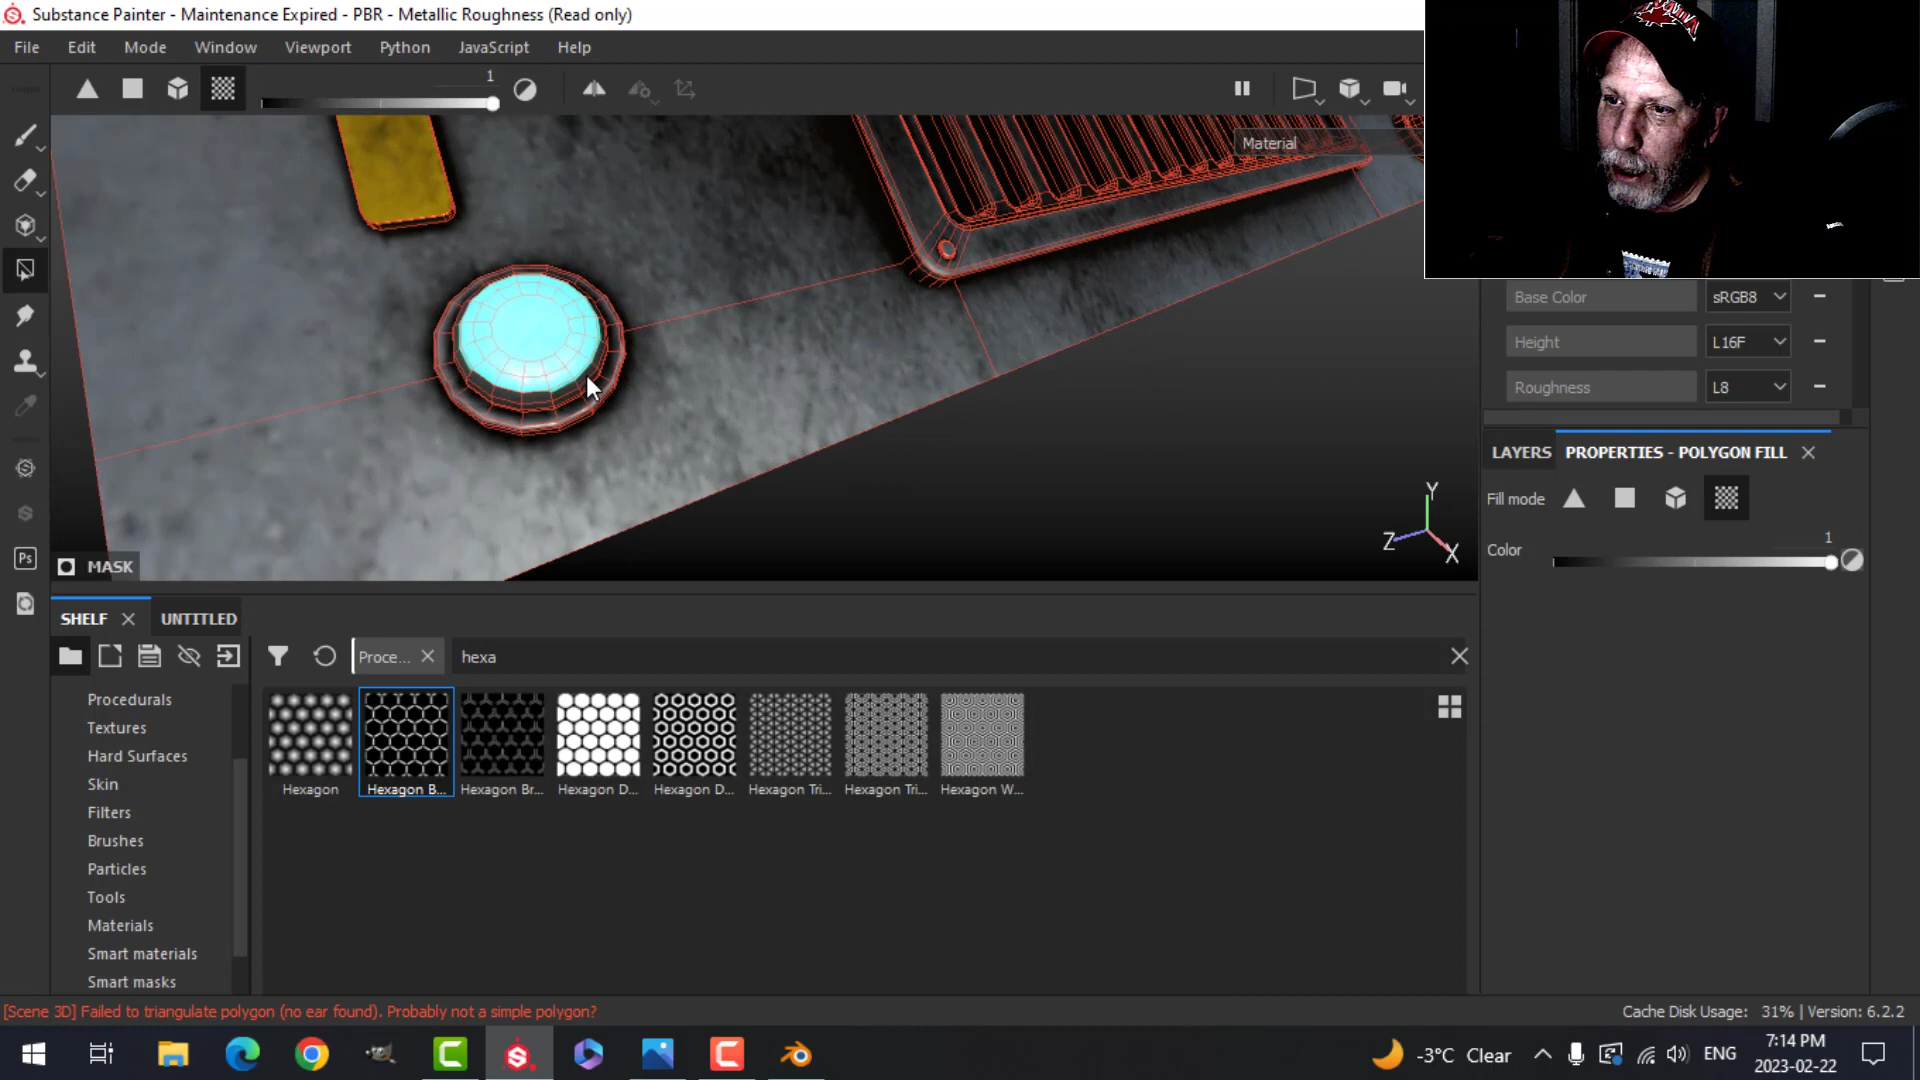 Substance Painter - Maintenance Expired - PBR - Metallic Roughness (Read only)
File Edit Mode Window Viewport Python JavaScript Help
1
Material
Base Color sRGB8
Height L16F
Roughness L8
LAYERS PROPERTIES - POLYGON FILL
Fill mode
1
Color
Y
Z
X
Ps
MASK
SHELF UNTITLED
Proce... hexa
Procedurals
Textures
Hard Surfaces
Skin
Filters
Brushes
Particles
Tools
Materials
Smart materials
Smart masks
Hexagon Hexagon B... Hexagon Br... Hexagon D... Hexagon D... Hexagon Tri... Hexagon Tri... Hexagon W...
[Scene 3D] Failed to triangulate polygon (no ear found). Probably not a simple polygon?
Cache Disk Usage: 31% | Version: 6.2.2
-3°C Clear
ENG
7:14 PM
2023-02-22